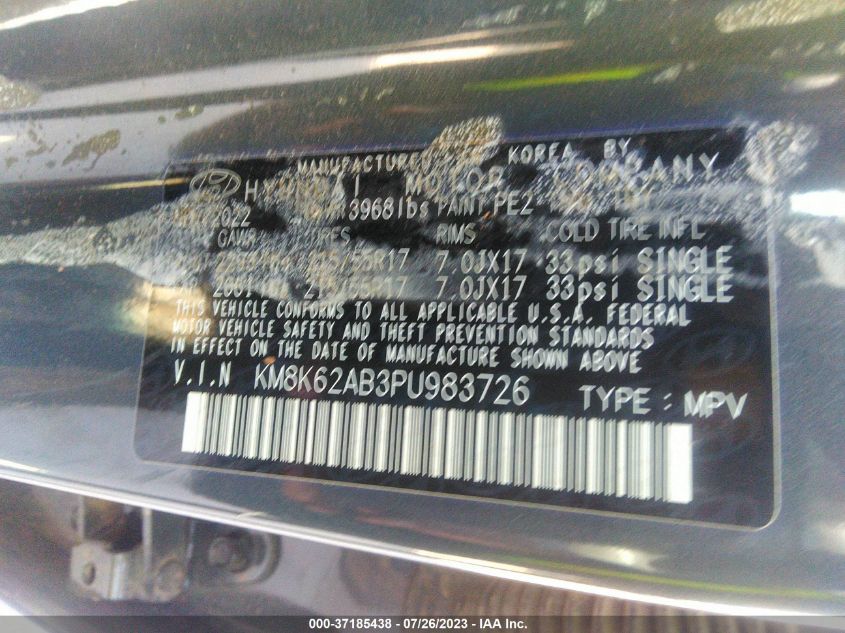 MANUFACTURED KOREA BY
HYUNDAI MOTOR COMPANY
2022 3968lbs PAINT PE2
GAWR TIRES RIMS COLD TIRE INFL
/55R17 7.0JX17 33psi SINGLE
215/55R17 7.0JX17 33psi SINGLE
THIS VEHICLE CONFORMS TO ALL APPLICABLE U.S.A. FEDERAL
MOTOR VEHICLE SAFETY AND THEFT PREVENTION STANDARDS
IN EFFECT ON THE DATE OF MANUFACTURE SHOWN ABOVE.
V.I.N KM8K62AB3PU983726 TYPE : MPV
000-37185438 - 07/26/2023 - IAA Inc.